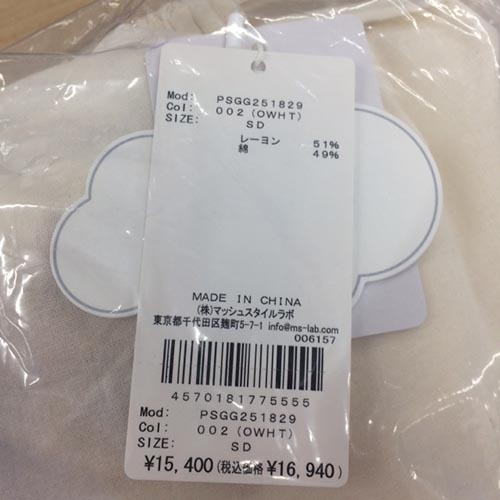 Mod: PSGG251829
Col: 002(OWHT)
SIZE: SD
レーヨン 51%
綿 49%
MADE IN CHINA
(株)マッシュスタイルラボ
東京都千代田区麹町5-7-1 info@ms-lab.com
006157
4570181775555
Mod: PSGG251829
Col: 002(OWHT)
SIZE: SD
¥15,400(税込価格¥16,940)